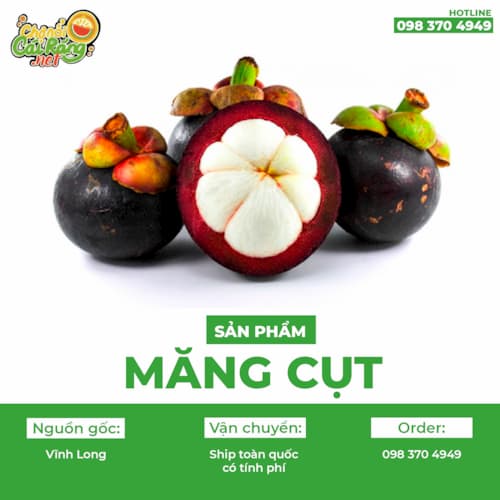 Chợ nổi
Cái Răng
.net
HOTLINE
098 370 4949
SẢN PHẨM
MĂNG CỤT
Nguồn gốc:
Vĩnh Long
Vận chuyển:
Ship toàn quốc
có tính phí
Order:
098 370 4949